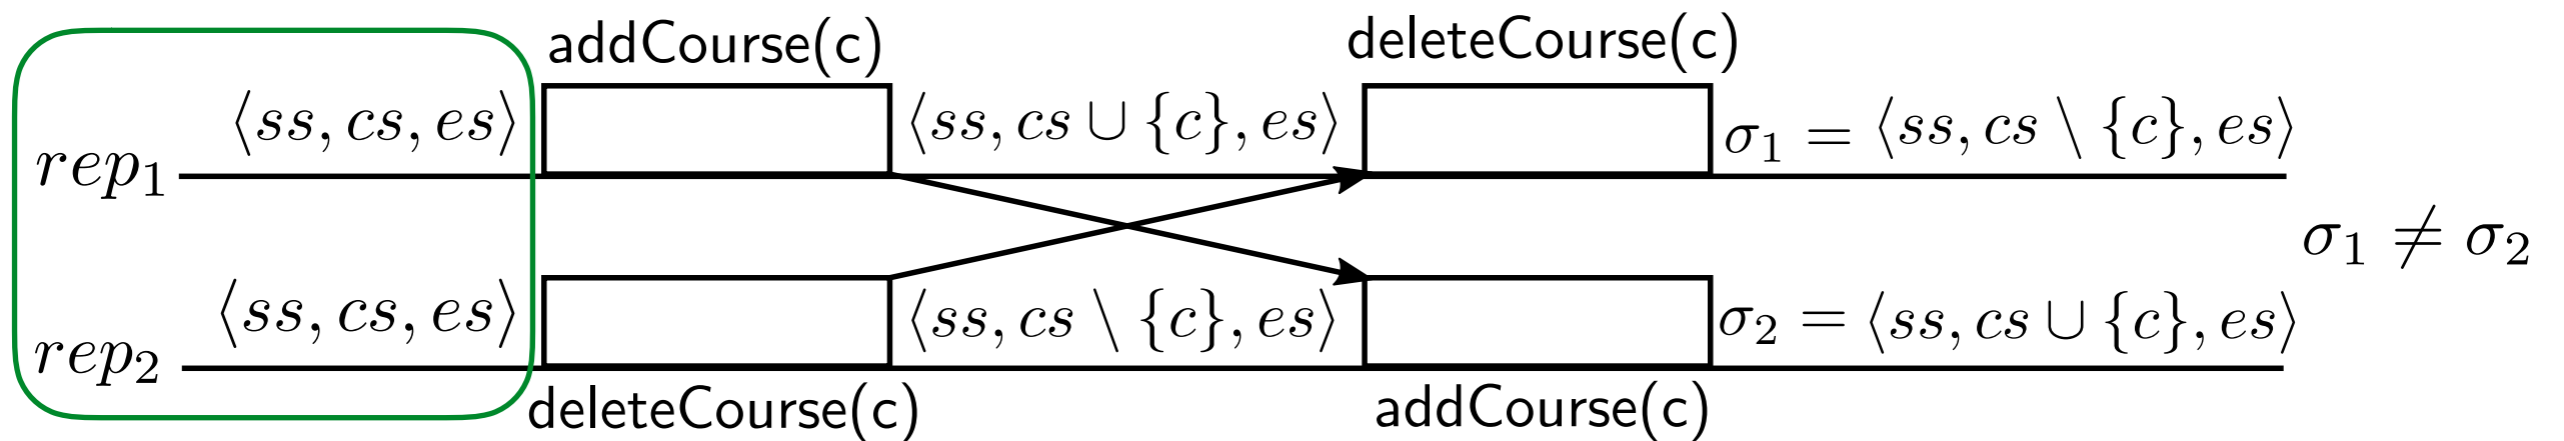 addCourse(c) deleteCourse(c)
rep₁ ⟨ss, cs, es⟩ ⟨ss, cs ∪ {c}, es⟩ σ₁ = ⟨ss, cs \ {c}, es⟩
σ₁ ≠ σ₂
rep₂ ⟨ss, cs, es⟩ ⟨ss, cs \ {c}, es⟩ σ₂ = ⟨ss, cs ∪ {c}, es⟩
deleteCourse(c) addCourse(c)